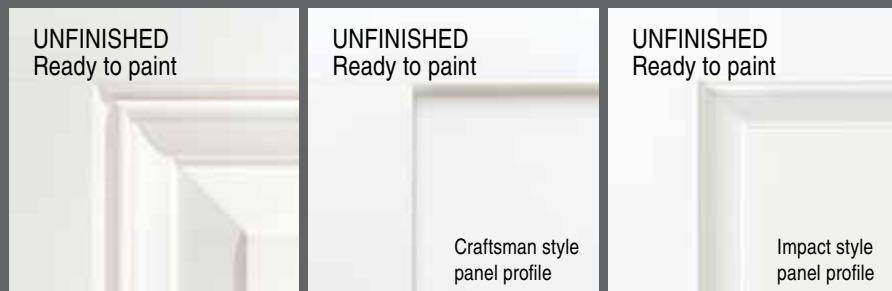 UNFINISHED
Ready to paint
UNFINISHED
Ready to paint
Craftsman style
panel profile
UNFINISHED
Ready to paint
Impact style
panel profile